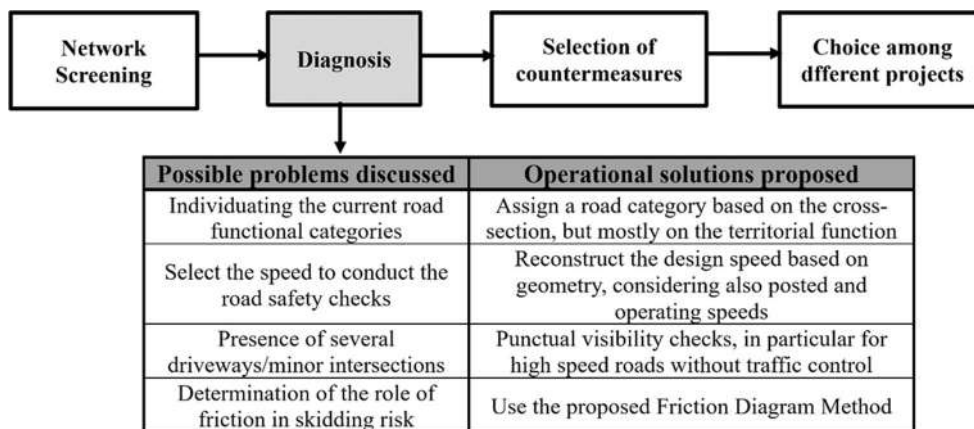 Network
Screening
Diagnosis
Selection of
countermeasures
Choice among
dfferent projects
Possible problems discussed
Operational solutions proposed
Individuating the current road
functional categories
Assign a road category based on the cross-
section, but mostly on the territorial function
Select the speed to conduct the
road safety checks
Reconstruct the design speed based on
geometry, considering also posted and
operating speeds
Presence of several
driveways/minor intersections
Punctual visibility checks, in particular for
high speed roads without traffic control
Determination of the role of
friction in skidding risk
Use the proposed Friction Diagram Method